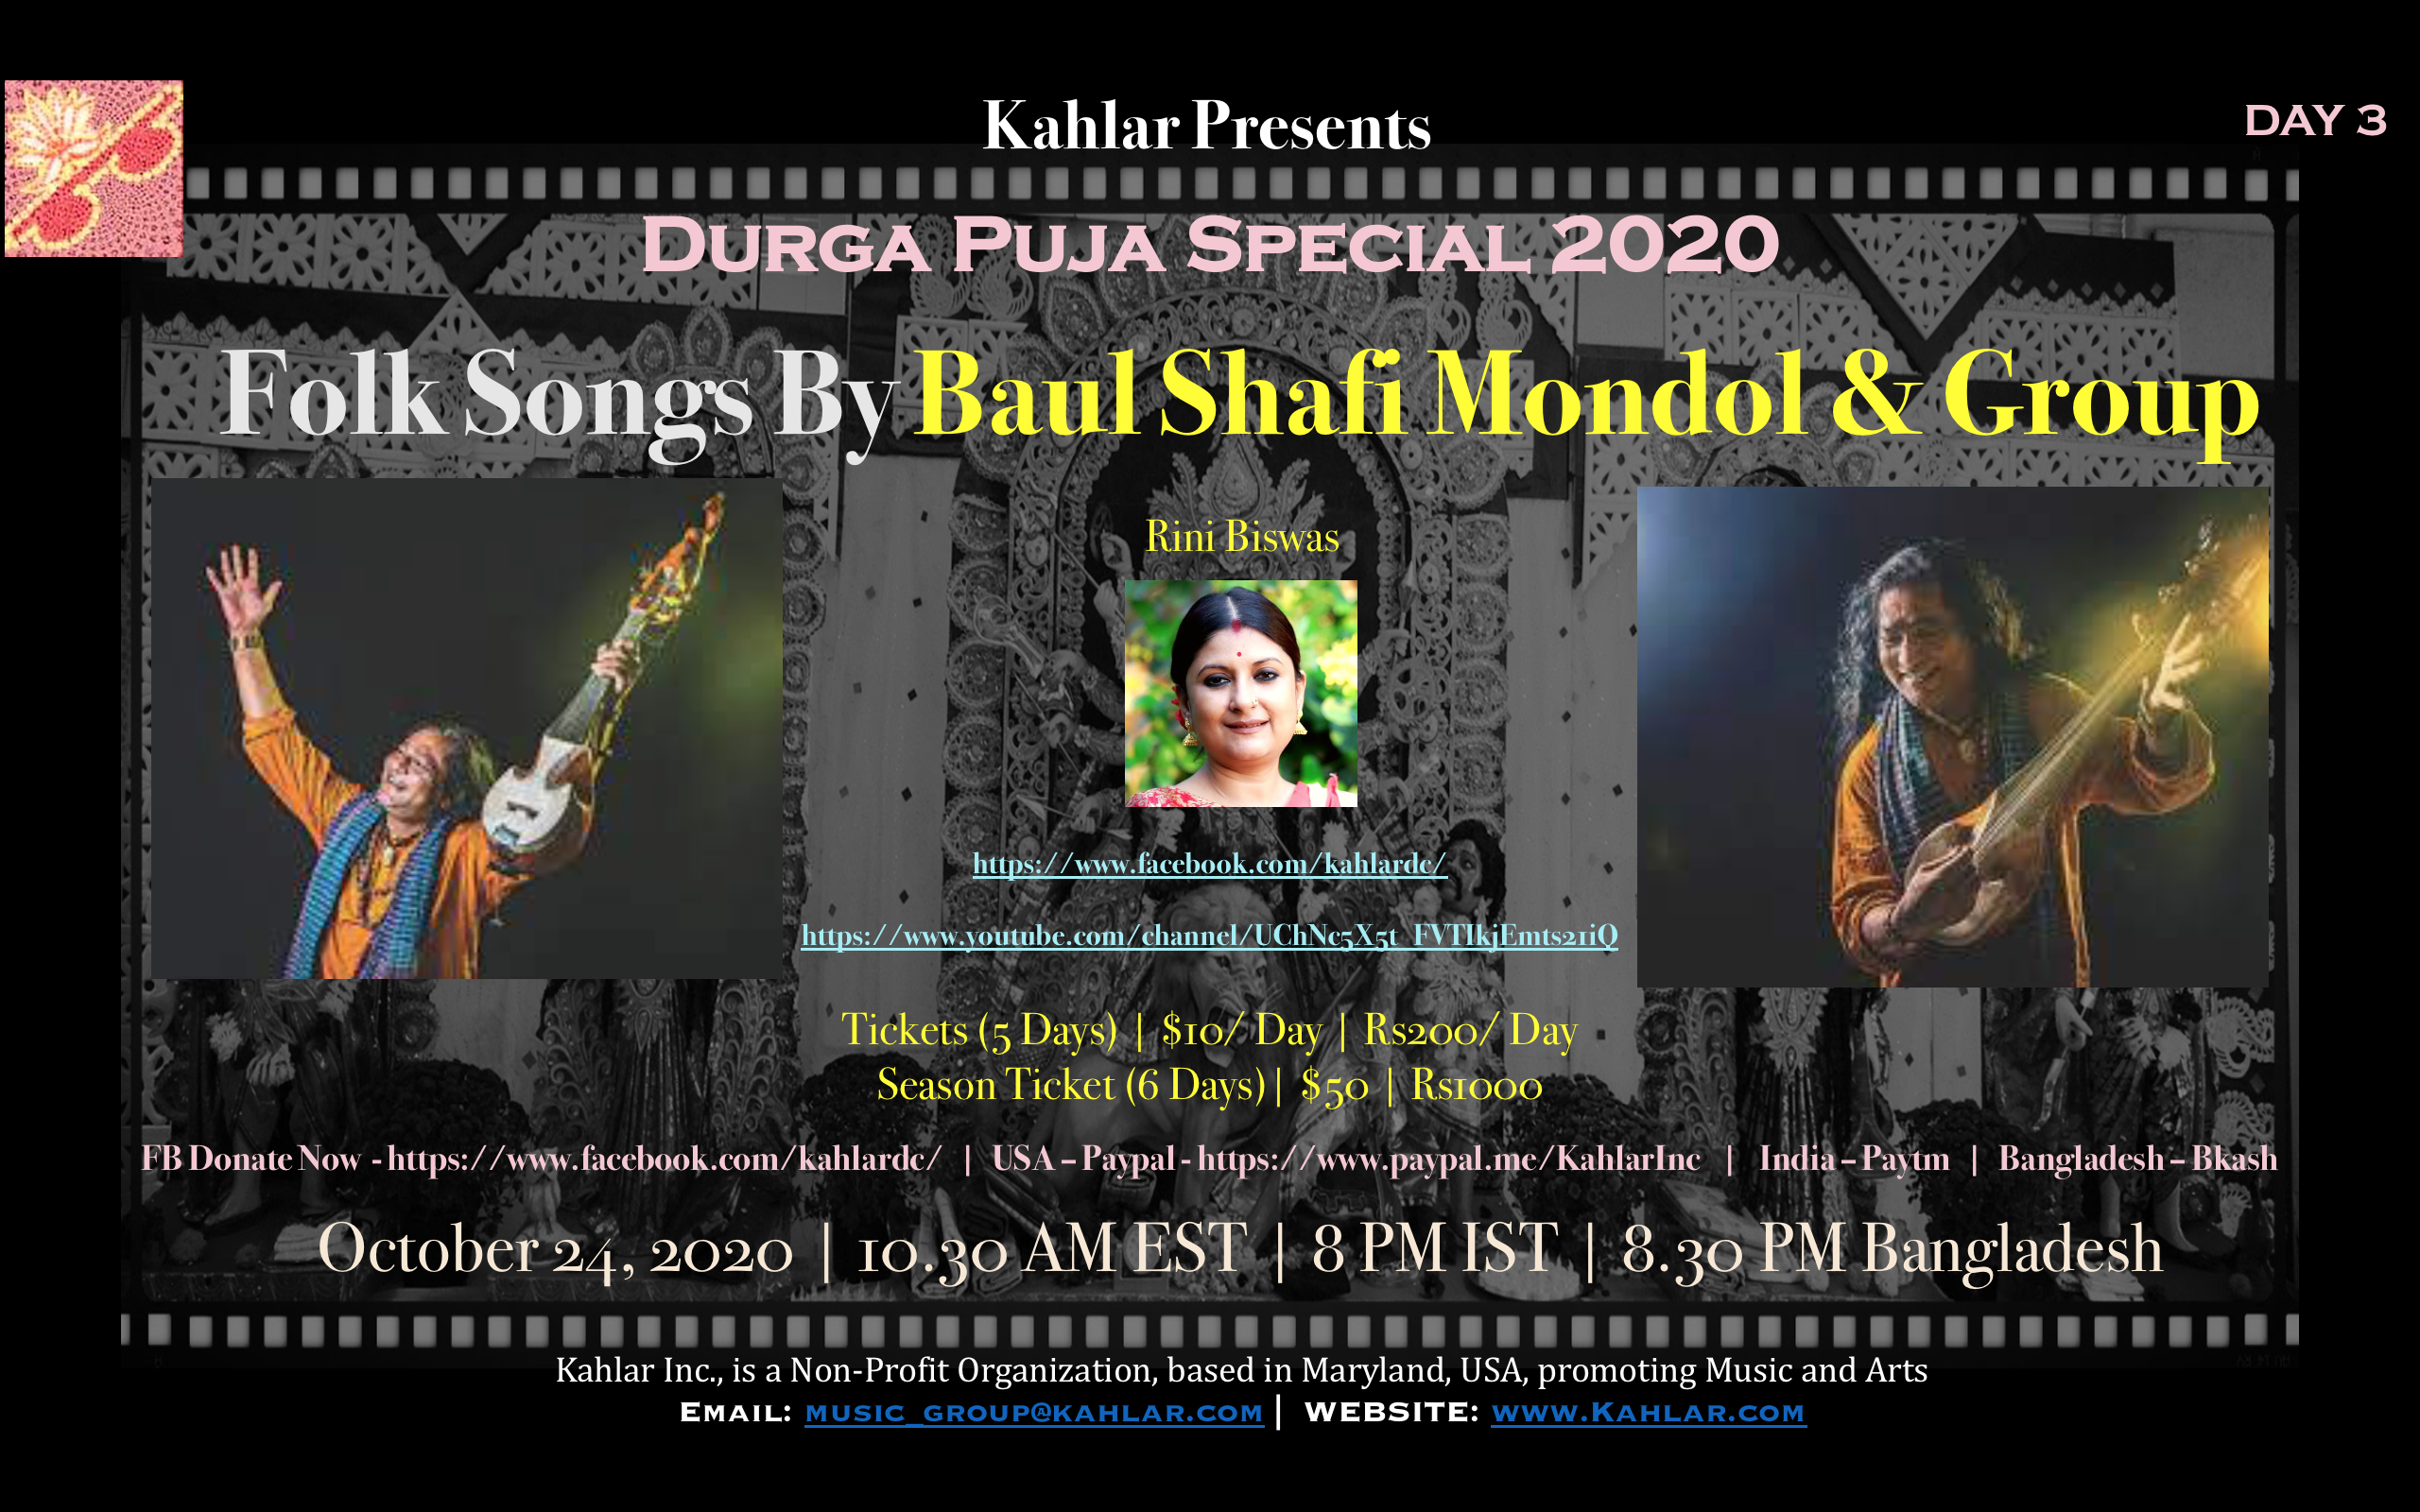 Kahlar Presents
DAY 3
Durga Puja Special 2020
Folk Songs By Baul Shafi Mondol & Group
Rini Biswas
https://www.facebook.com/kahlardc/
https://www.youtube.com/channel/UChNc5X5t_FVTIkjEmts21iQ
Tickets (5 Days) | $10/ Day | Rs200/ Day
Season Ticket (6 Days)| $50 | Rs1000
FB Donate Now - https://www.facebook.com/kahlardc/ | USA – Paypal - https://www.paypal.me/KahlarInc | India – Paytm | Bangladesh – Bkash
October 24, 2020 | 10.30 AM EST | 8 PM IST | 8.30 PM Bangladesh
Kahlar Inc., is a Non-Profit Organization, based in Maryland, USA, promoting Music and Arts
Email: music_group@kahlar.com | WEBSITE: www.Kahlar.com